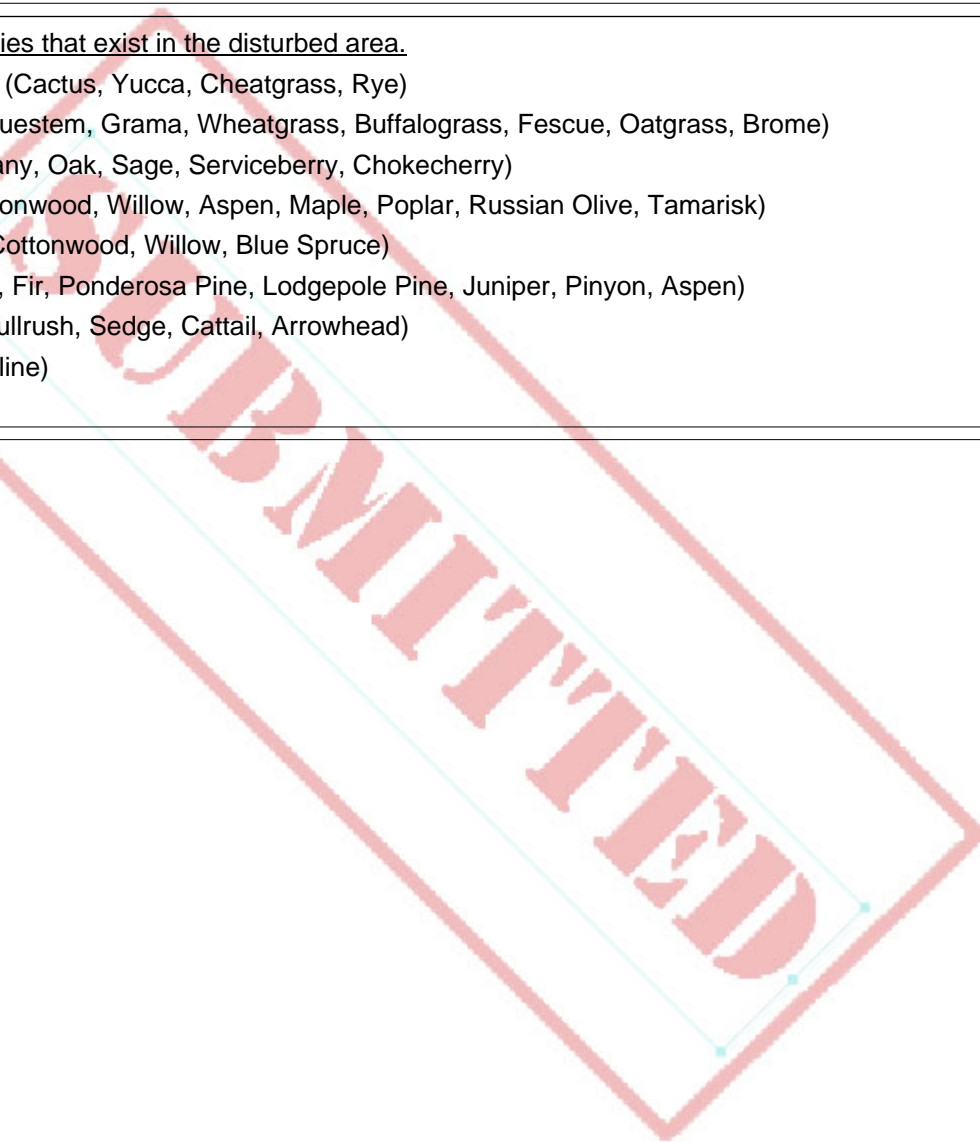 ies that exist in the disturbed area.
(Cactus, Yucca, Cheatgrass, Rye)
uestem, Grama, Wheatgrass, Buffalograss, Fescue, Oatgrass, Brome)
any, Oak, Sage, Serviceberry, Chokecherry)
onwood, Willow, Aspen, Maple, Poplar, Russian Olive, Tamarisk)
Cottonwood, Willow, Blue Spruce)
, Fir, Ponderosa Pine, Lodgepole Pine, Juniper, Pinyon, Aspen)
ullrush, Sedge, Cattail, Arrowhead)
line)
SUBMITTED